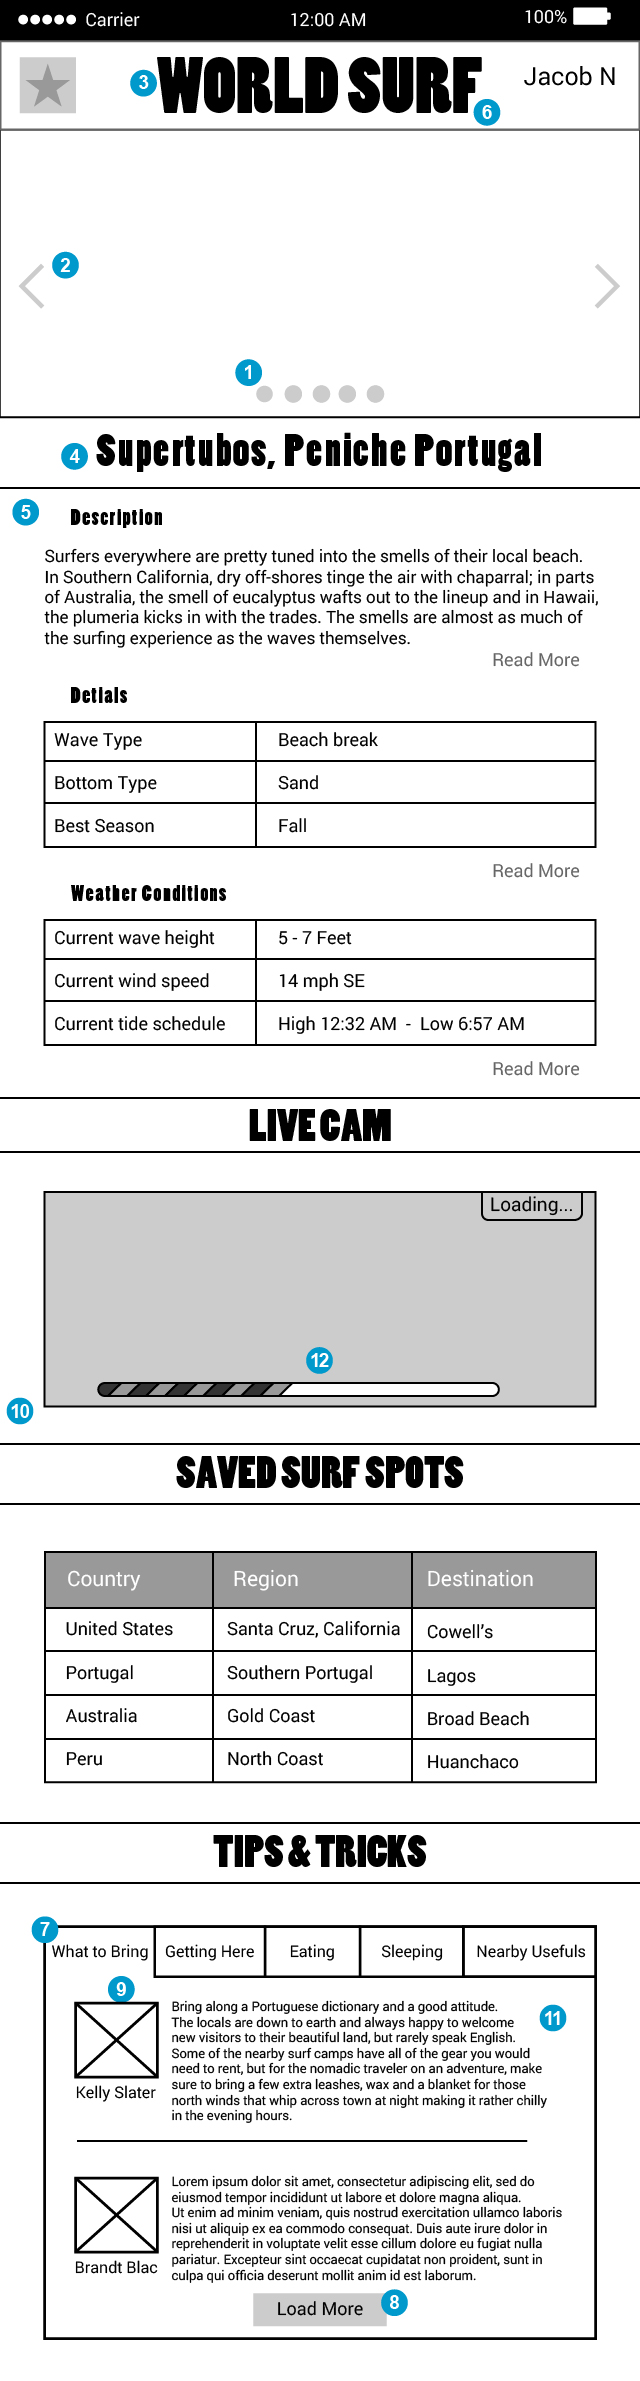 Carrier 12:00 AM 100%
3 WORLD SURF 6 Jacob N
2
1
4 Supertubos, Peniche Portugal
5 Description
Surfers everywhere are pretty tuned into the smells of their local beach.
In Southern California, dry off-shores tinge the air with chaparral; in parts
of Australia, the smell of eucalyptus wafts out to the lineup and in Hawaii,
the plumeria kicks in with the trades. The smells are almost as much of
the surfing experience as the waves themselves.
Read More
Detials
Wave Type Beach break
Bottom Type Sand
Best Season Fall
Read More
Weather Conditions
Current wave height 5 - 7 Feet
Current wind speed 14 mph SE
Current tide schedule High 12:32 AM - Low 6:57 AM
Read More
LIVE CAM
Loading...
12
10
SAVED SURF SPOTS
Country Region Destination
United States Santa Cruz, California Cowell's
Portugal Southern Portugal Lagos
Australia Gold Coast Broad Beach
Peru North Coast Huanchaco
TIPS & TRICKS
7
What to Bring Getting Here Eating Sleeping Nearby Usefuls
9
11
Bring along a Portuguese dictionary and a good attitude.
The locals are down to earth and always happy to welcome
new visitors to their beautiful land, but rarely speak English.
Some of the nearby surf camps have all of the gear you would
need to rent, but for the nomadic traveler on an adventure, make
sure to bring a few extra leashes, wax and a blanket for those
north winds that whip across town at night making it rather chilly
in the evening hours.
Kelly Slater
Lorem ipsum dolor sit amet, consectetur adipiscing elit, sed do
eiusmod tempor incididunt ut labore et dolore magna aliqua.
Ut enim ad minim veniam, quis nostrud exercitation ullamco laboris
nisi ut aliquip ex ea commodo consequat. Duis aute irure dolor in
reprehenderit in voluptate velit esse cillum dolore eu fugiat nulla
pariatur. Excepteur sint occaecat cupidatat non proident, sunt in
culpa qui officia deserunt mollit anim id est laborum.
Brandt Blac
Load More 8